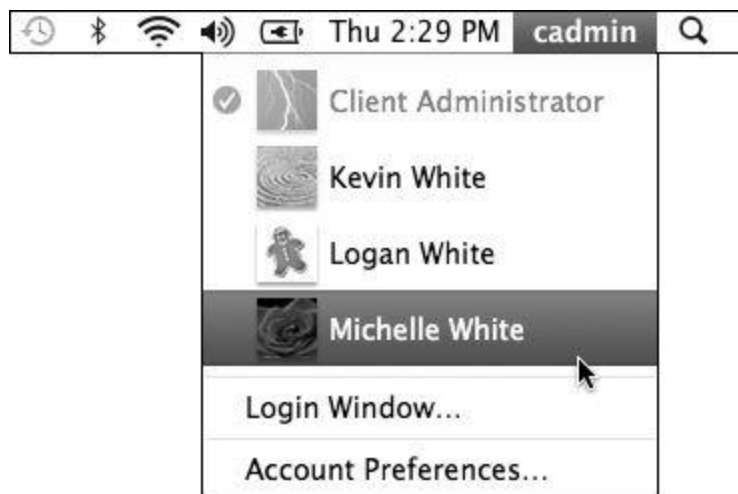 Thu 2:29 PM cadmin
Client Administrator
Kevin White
Logan White
Michelle White
Login Window...
Account Preferences...